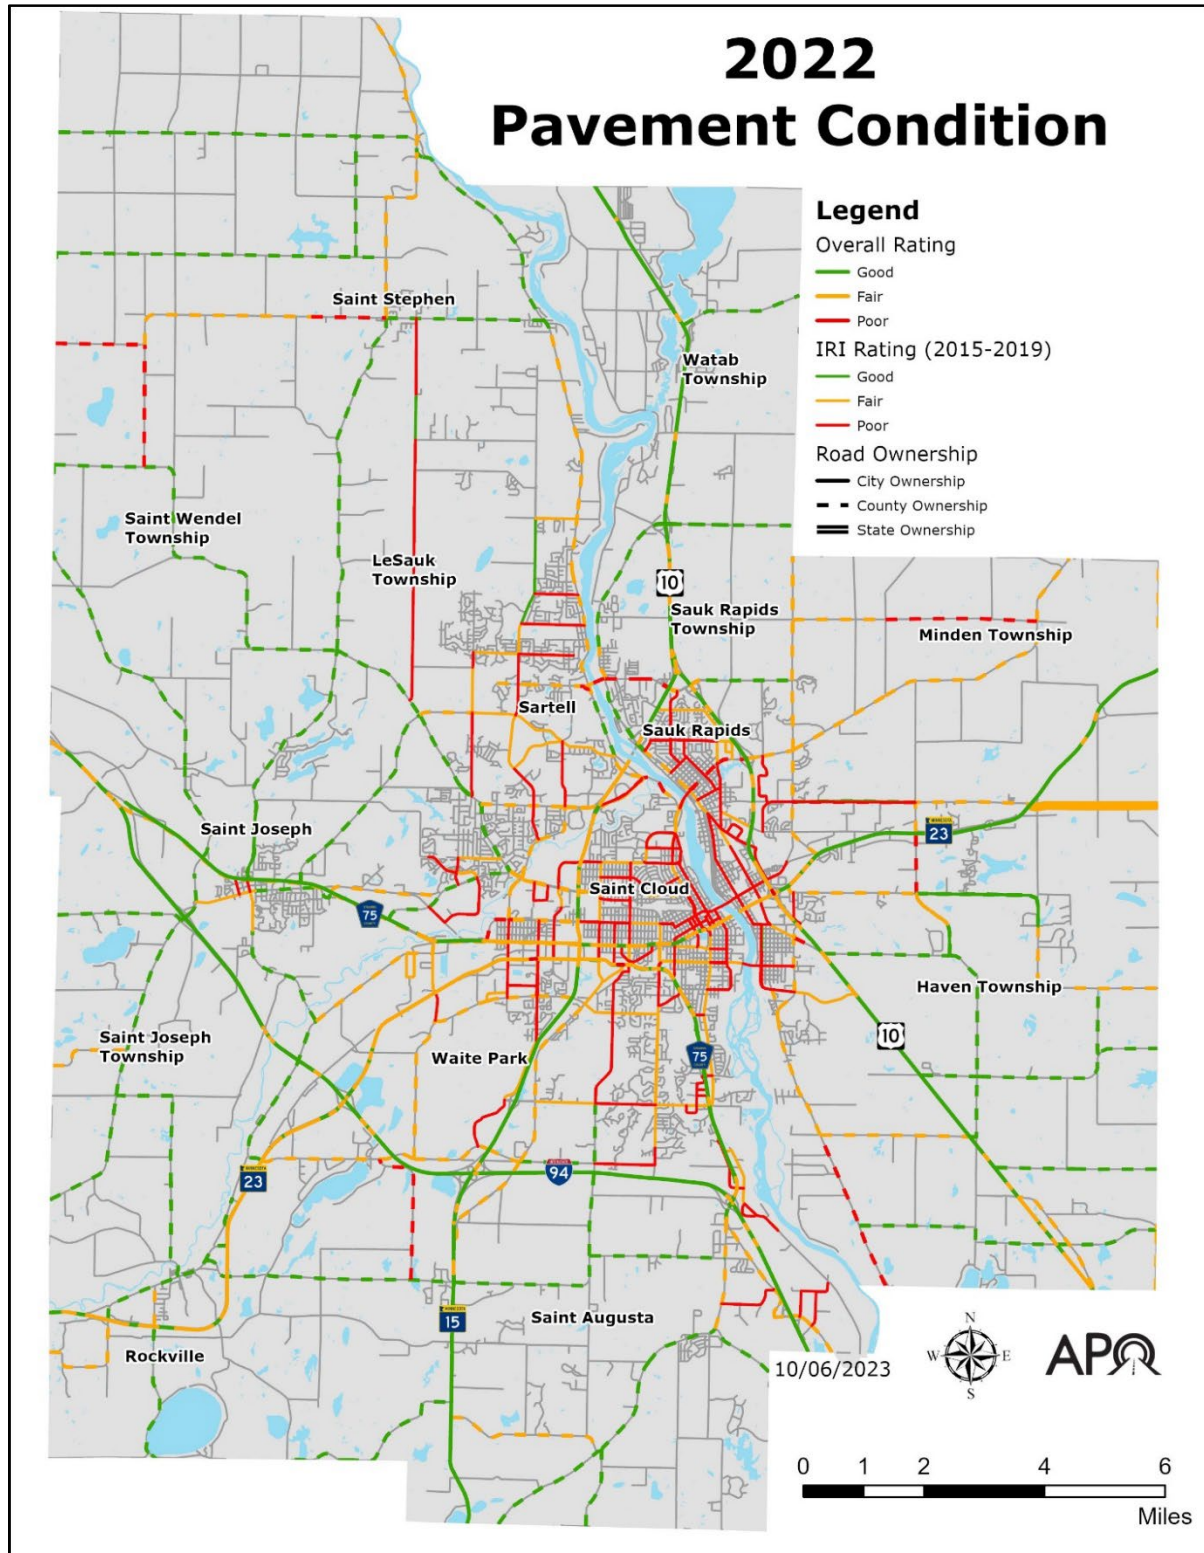 2022
Pavement Condition
Legend
Overall Rating
Good
Fair
Poor
IRI Rating (2015-2019)
Good
Fair
Poor
Road Ownership
City Ownership
County Ownership
State Ownership
Saint Stephen
Watab
Township
Saint Wendel
Township
LeSauk
Township
10
Sauk Rapids
Township
Minden Township
Sartell
Sauk Rapids
Saint Joseph
23
Saint Cloud
75
Haven Township
Saint Joseph
Township
10
Waite Park
75
94
23
15
Saint Augusta
Rockville
10/06/2023
N
W
E
S
APO
0
1
2
4
6
Miles